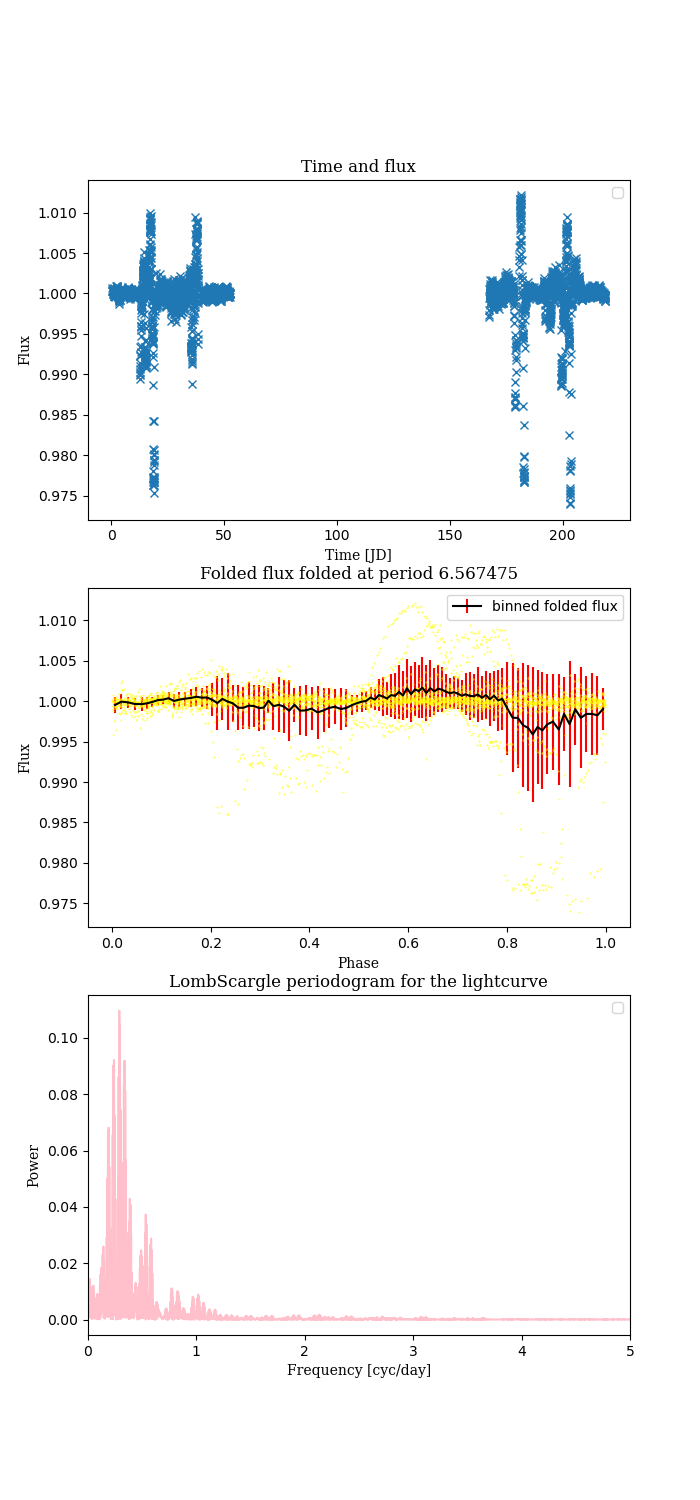 Time and flux
1.010
1.005
1.000
0.995
0.990
0.985
0.980
0.975
Flux
0 50 100 150 200
Time [JD]
Folded flux folded at period 6.567475
binned folded flux
1.010
1.005
1.000
0.995
0.990
0.985
0.980
0.975
Flux
0.0 0.2 0.4 0.6 0.8 1.0
Phase
LombScargle periodogram for the lightcurve
0.10
0.08
0.06
0.04
0.02
0.00
Power
0 1 2 3 4 5
Frequency [cyc/day]